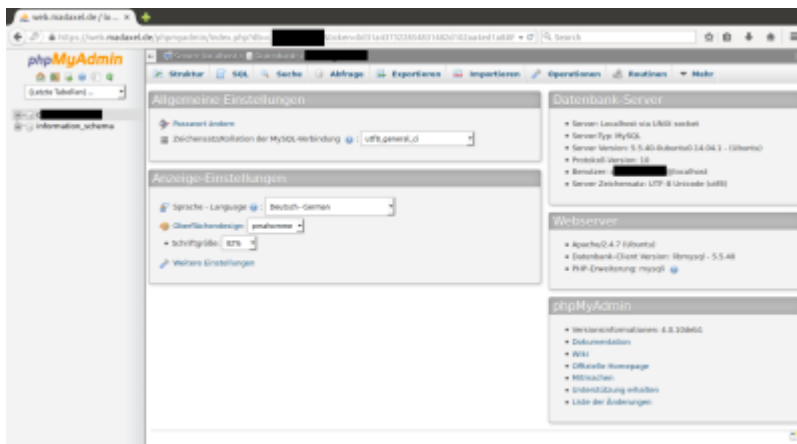 web.madaxel.de / lo...
https://web.madaxel.de/phpmyadmin/index.php?db=
Search
phpMyAdmin
(Letzte Tabellen) ...
information_schema
Server: localhost » Datenbank:
Struktur
SQL
Suche
Abfrage
Exportieren
Importieren
Operationen
Routinen
Mehr
Allgemeine Einstellungen
Passwort ändern
Zeichensatz/Kollation der MySQL-Verbindung : utf8_general_ci
Anzeige-Einstellungen
Sprache - Language : Deutsch - German
Oberflächendesign: pmahomme
Schriftgröße: 82%
Weitere Einstellungen
Datenbank-Server
Server: Localhost via UNIX socket
Server Typ: MySQL
Server Version: 5.5.40-0ubuntu0.14.04.1 - (Ubuntu)
Protokoll-Version: 10
Benutzer: @localhost
Server Zeichensatz: UTF-8 Unicode (utf8)
Webserver
Apache/2.4.7 (Ubuntu)
Datenbank-Client Version: libmysql - 5.5.40
PHP-Erweiterung: mysqli
phpMyAdmin
Versionsinformationen: 4.0.10deb1
Dokumentation
Wiki
Offizielle Homepage
Mitmachen
Unterstützung erhalten
Liste der Änderungen